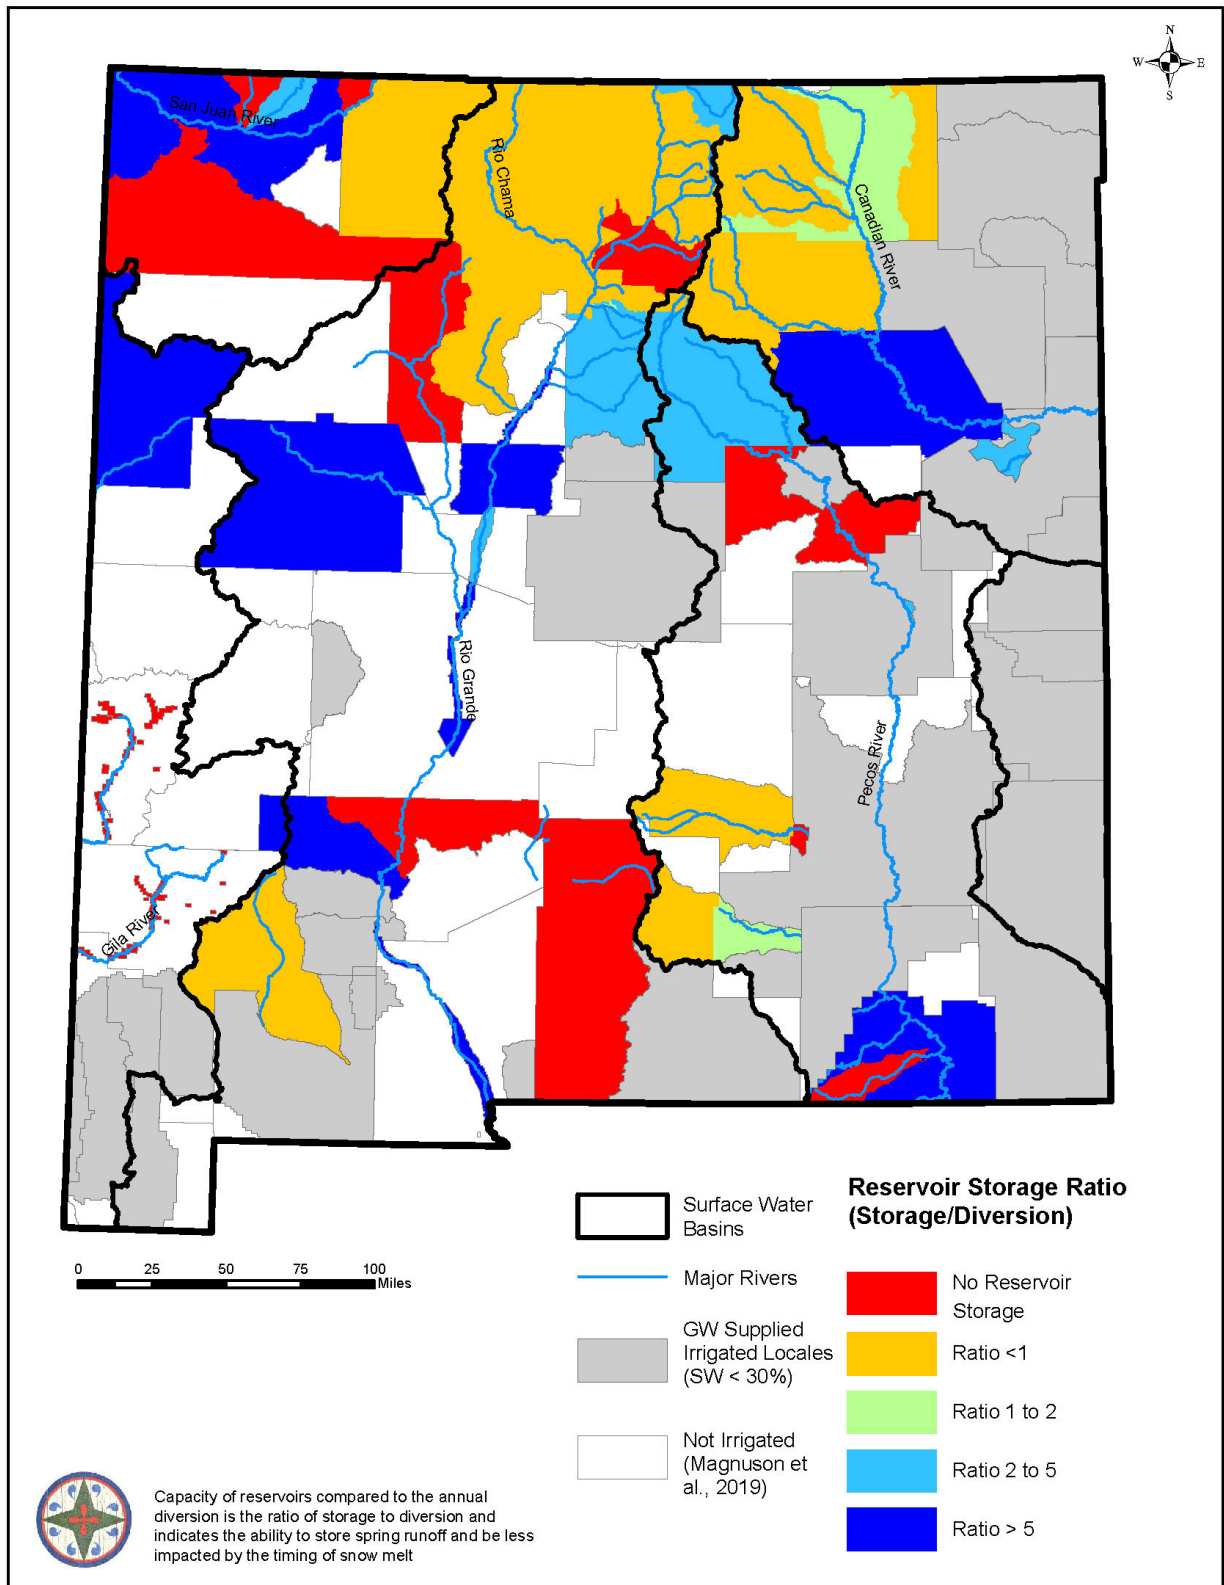 N
W E
S
San Juan River
Rio Chama
Canadian River
Rio Grande
Pecos River
Gila River
0 25 50 75 100
Miles
Surface Water
Basins
Major Rivers
GW Supplied
Irrigated Locales
(SW < 30%)
Not Irrigated
(Magnuson et
al., 2019)
Reservoir Storage Ratio
(Storage/Diversion)
No Reservoir
Storage
Ratio <1
Ratio 1 to 2
Ratio 2 to 5
Ratio > 5
Capacity of reservoirs compared to the annual
diversion is the ratio of storage to diversion and
indicates the ability to store spring runoff and be less
impacted by the timing of snow melt